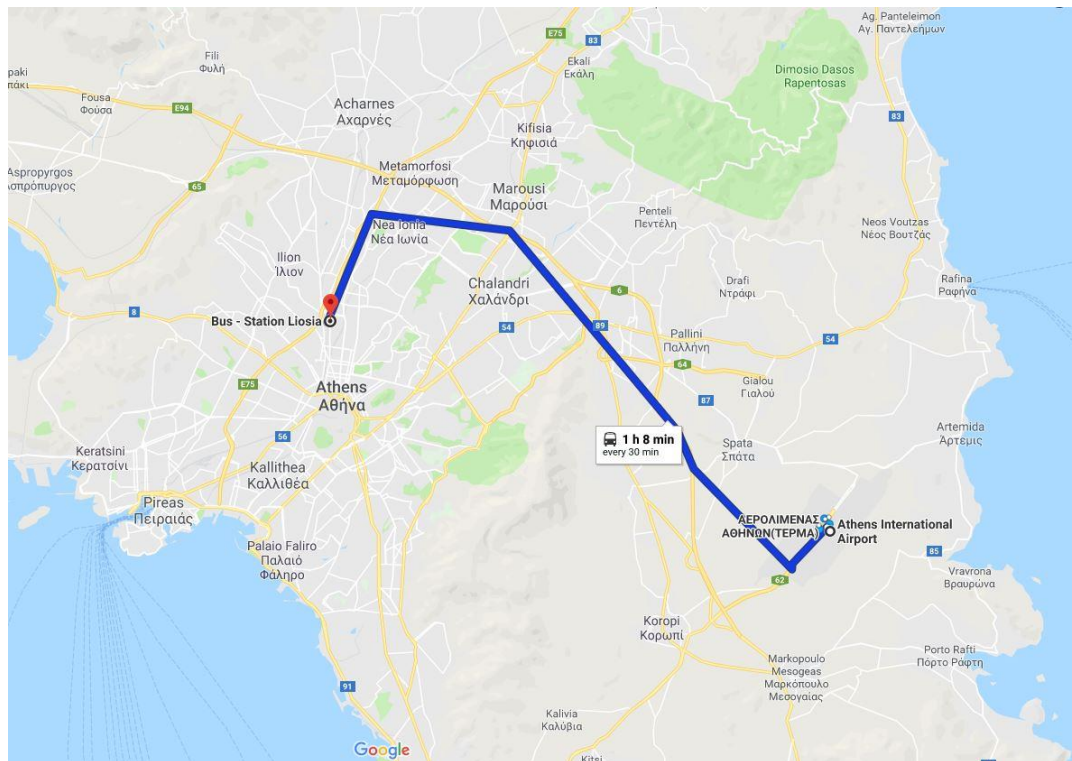 Ag. Panteleimon
Αγ. Παντελεήμων
E75
83
Fili
Φυλή
Ekali
Εκάλη
Dimosio Dasos
Rapentosas
paki
πάκι
Fousa
Φούσα
E94
Acharnes
Αχαρνές
83
Kifisia
Κηφισιά
Metamorfosi
Μεταμόρφωση
Aspropyrgos
Ασπρόπυργος
65
Marousi
Μαρούσι
Penteli
Πεντέλη
Nea Ionia
Νέα Ιωνία
Neos Voutzas
Νέος Βουτζάς
Ilion
Ίλιον
Chalandri
Χαλάνδρι
Drafi
Ντράφι
Rafina
Ραφήνα
6
8
Bus - Station Liosia
54
89
Pallini
Παλλήνη
54
64
E75
Athens
Αθήνα
Gialou
Γιαλού
87
Artemida
Άρτεμις
56
1 h 8 min
every 30 min
Spata
Σπάτα
Keratsini
Κερατσίνι
Kallithea
Καλλιθέα
Pireas
Πειραιάς
ΑΕΡΟΛΙΜΕΝΑΣ
ΑΘΗΝΩΝ(ΤΕΡΜΑ)
Athens International
Airport
Palaio Faliro
Παλαιό
Φάληρο
85
62
Vravrona
Βραυρώνα
Koropi
Κορωπί
Markopoulo
Mesogeas
Μαρκόπουλο
Μεσογαίας
Porto Rafti
Πόρτο Ράφτη
91
Kalivia
Καλύβια
Google
Kitsi